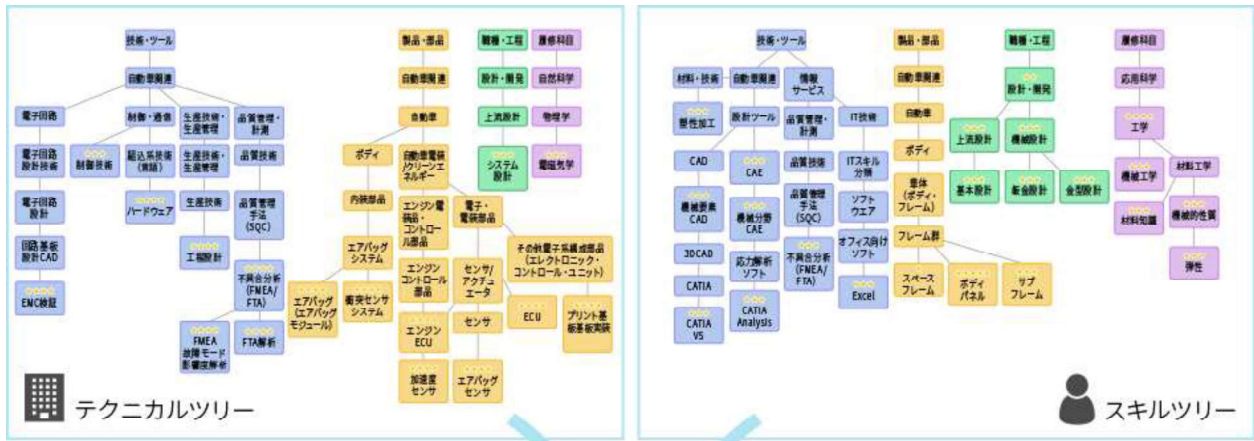 技術・ツール
製品・部品
職種・工程
履修科目
自動車関連
自動車関連
設計・開発
自然科学
電子回路
制御・通信
生産技術・
生産管理
品質管理・
計測
自動車
上流設計
物理学
電子回路
設計技術
制御技術
組込系技術
(言語)
生産技術・
生産管理
品質技術
ボディ
自動車電装
/クリーンエ
ネルギー
システム
設計
電磁気学
電子回路
設計
ハードウェア
生産技術
品質管理
手法
(SQC)
内装部品
エンジン電
装品・
コントロー
ル部品
電子・
電装部品
回路基板
設計CAD
工程設計
エアバッグ
システム
その他電子系構成部品
(エレクトロニック・
コントロール・ユニット)
EMC検証
不具合分析
(FMEA/
FTA)
エアバッグ
(エアバッグ
モジュール)
衝突センサ
システム
エンジン
コントロール
部品
センサ/
アクチュ
エータ
ECU
プリント基
板基板実装
FMEA
故障モード
影響度解析
FTA解析
エンジン
ECU
センサ
加速度
センサ
エアバッグ
センサ
テクニカルツリー
技術・ツール
製品・部品
職種・工程
履修科目
材料・技術
自動車関連
情報
サービス
自動車関連
設計・開発
応用科学
塑性加工
設計ツール
品質管理・
計測
IT技術
自動車
上流設計
機械設計
工学
CAD
CAE
品質技術
ITスキル
分類
ボディ
基本設計
板金設計
金型設計
機械工学
材料工学
機械要素
CAD
機械分野
CAE
品質管理
手法
(SQC)
ソフト
ウエア
車体
(ボディ・
フレーム)
材料知識
機械的性質
3DCAD
応力解析
ソフト
不具合分析
(FMEA/
FTA)
オフィス向け
ソフト
フレーム群
弾性
CATIA
CATIA
Analysis
Excel
スペース
フレーム
ボディ
パネル
サブ
フレーム
CATIA
V5
スキルツリー